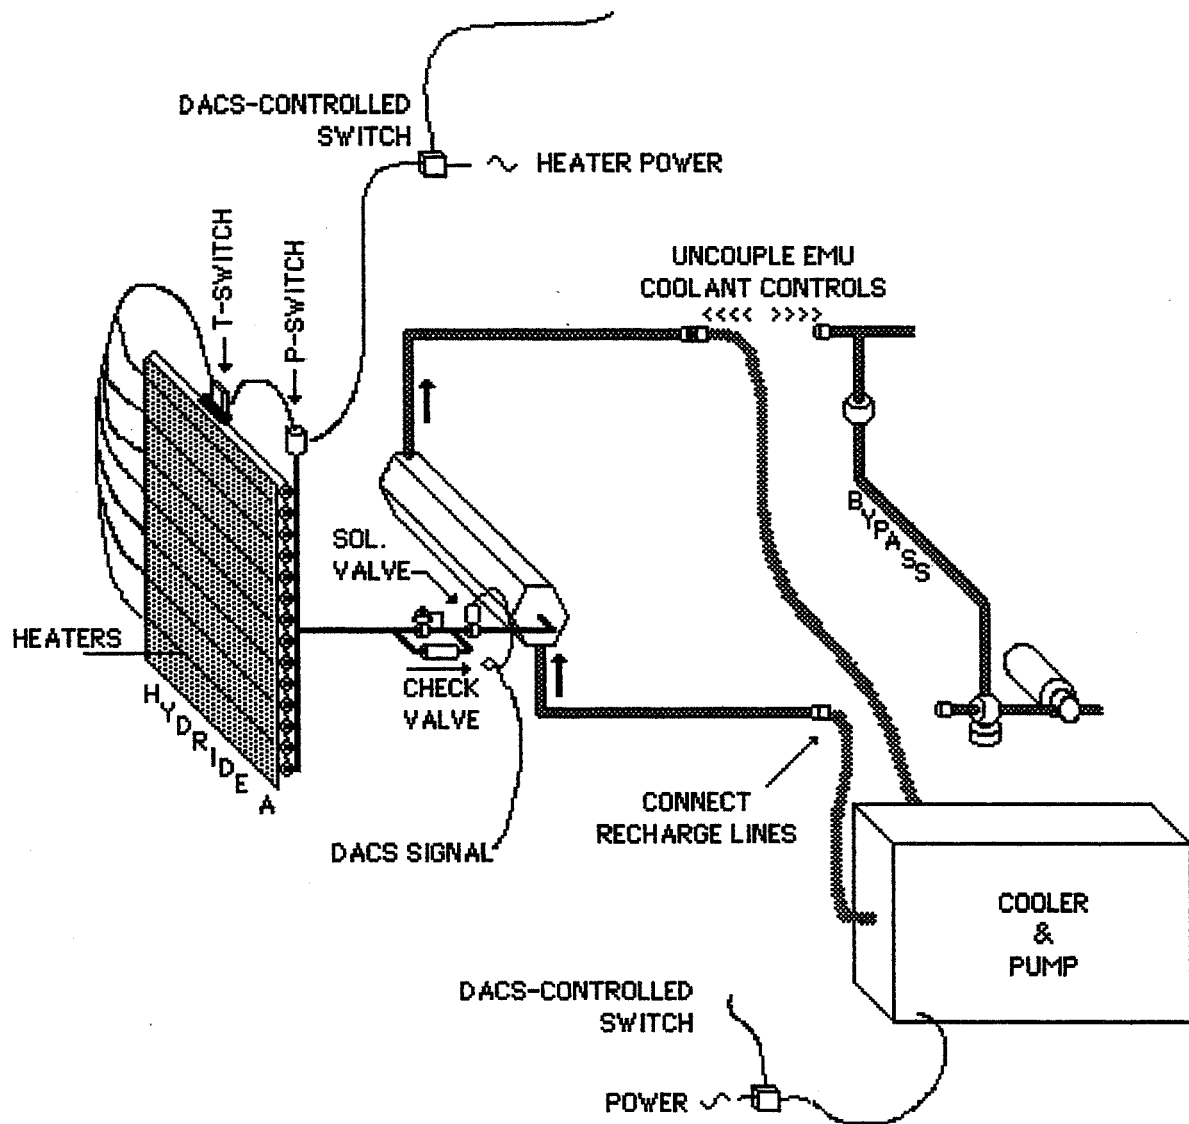 DACS-CONTROLLED
SWITCH
HEATER POWER
T-SWITCH
P-SWITCH
UNCOUPLE EMU
COOLANT CONTROLS
<<<< >>>>
BYPASS
SOL.
VALVE
HEATERS
CHECK
VALVE
HYDRIDE A
CONNECT
RECHARGE LINES
DACS SIGNAL
COOLER
&
PUMP
DACS-CONTROLLED
SWITCH
POWER